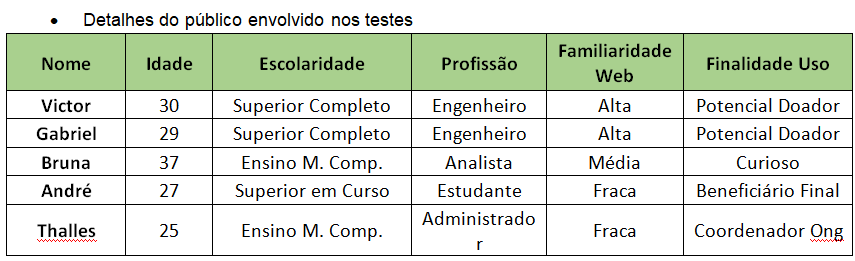 • Detalhes do público envolvido nos testes
Nome Idade Escolaridade Profissão Familiaridade Web Finalidade Uso
Victor 30 Superior Completo Engenheiro Alta Potencial Doador
Gabriel 29 Superior Completo Engenheiro Alta Potencial Doador
Bruna 37 Ensino M. Comp. Analista Média Curioso
André 27 Superior em Curso Estudante Fraca Beneficiário Final
Thalles 25 Ensino M. Comp. Administrador Fraca Coordenador Ong